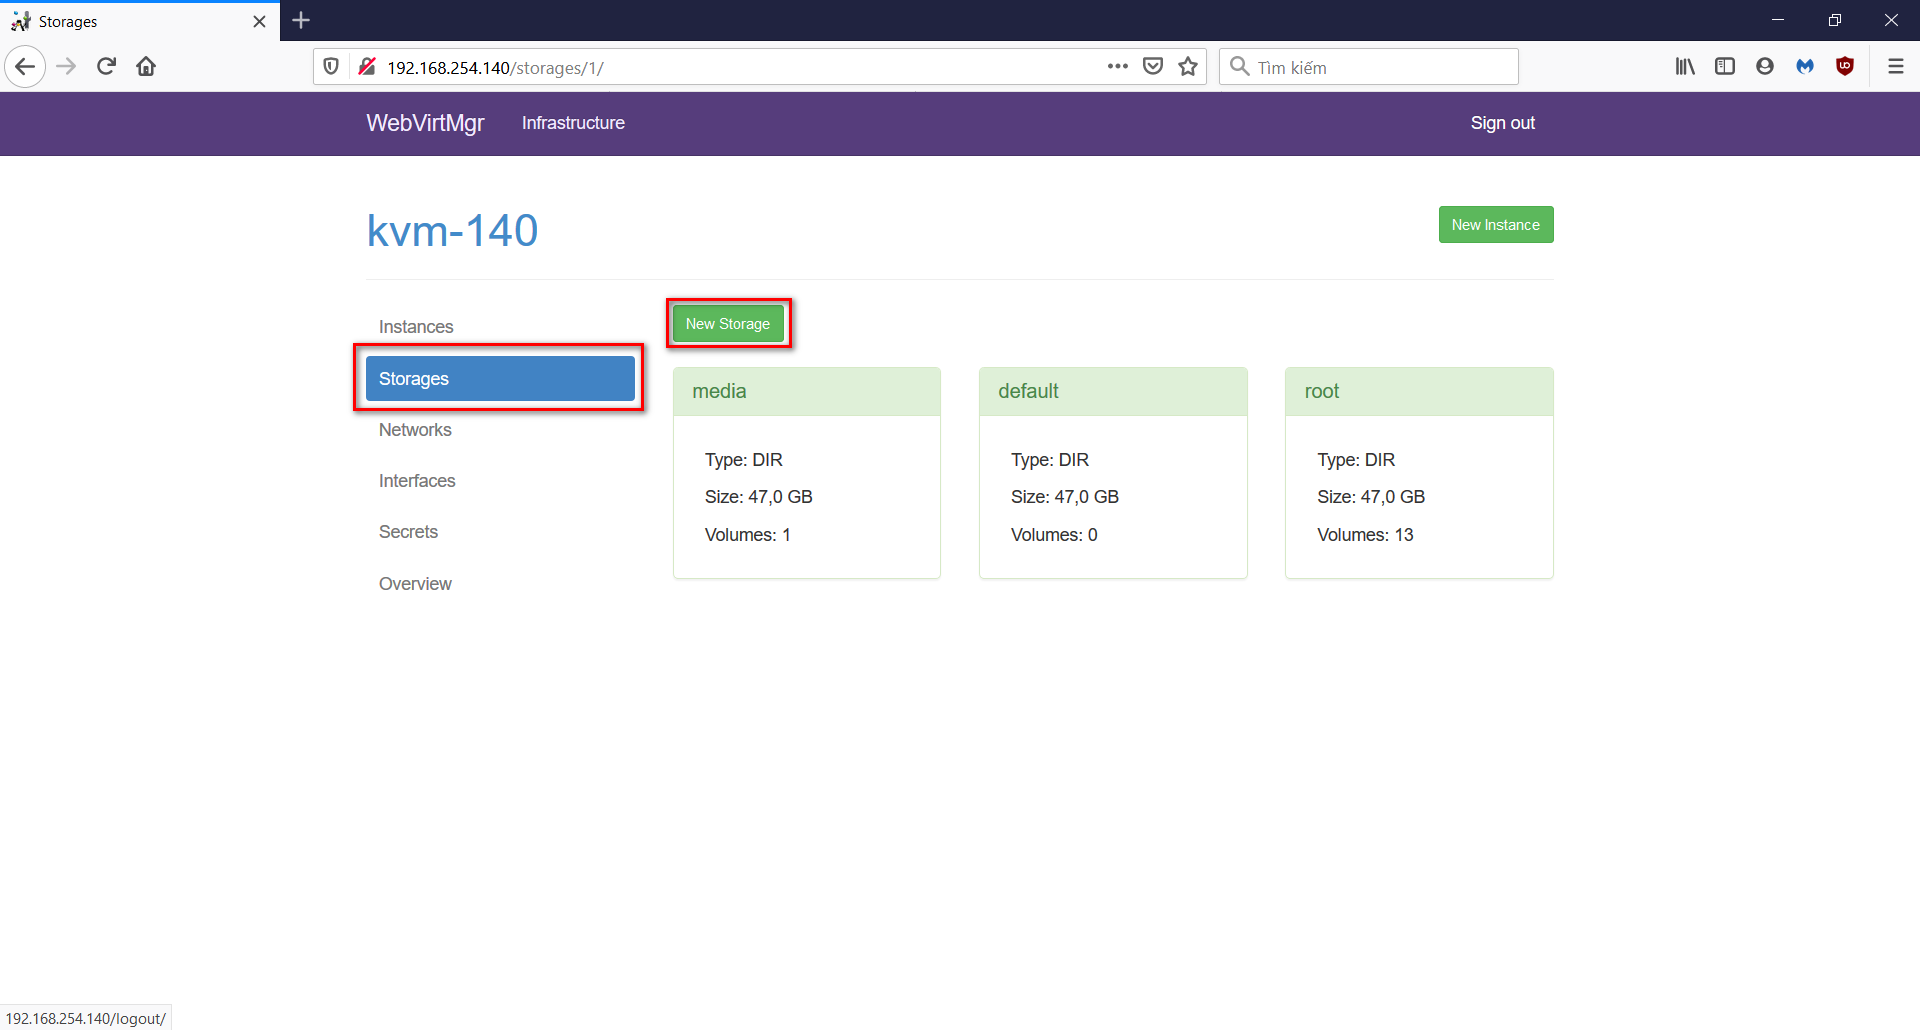 Storages
192.168.254.140/storages/1/
Tìm kiếm
WebVirtMgr
Infrastructure
Sign out
kvm-140
New Instance
Instances
Storages
Networks
Interfaces
Secrets
Overview
New Storage
media
Type: DIR
Size: 47,0 GB
Volumes: 1
default
Type: DIR
Size: 47,0 GB
Volumes: 0
root
Type: DIR
Size: 47,0 GB
Volumes: 13
192.168.254.140/logout/